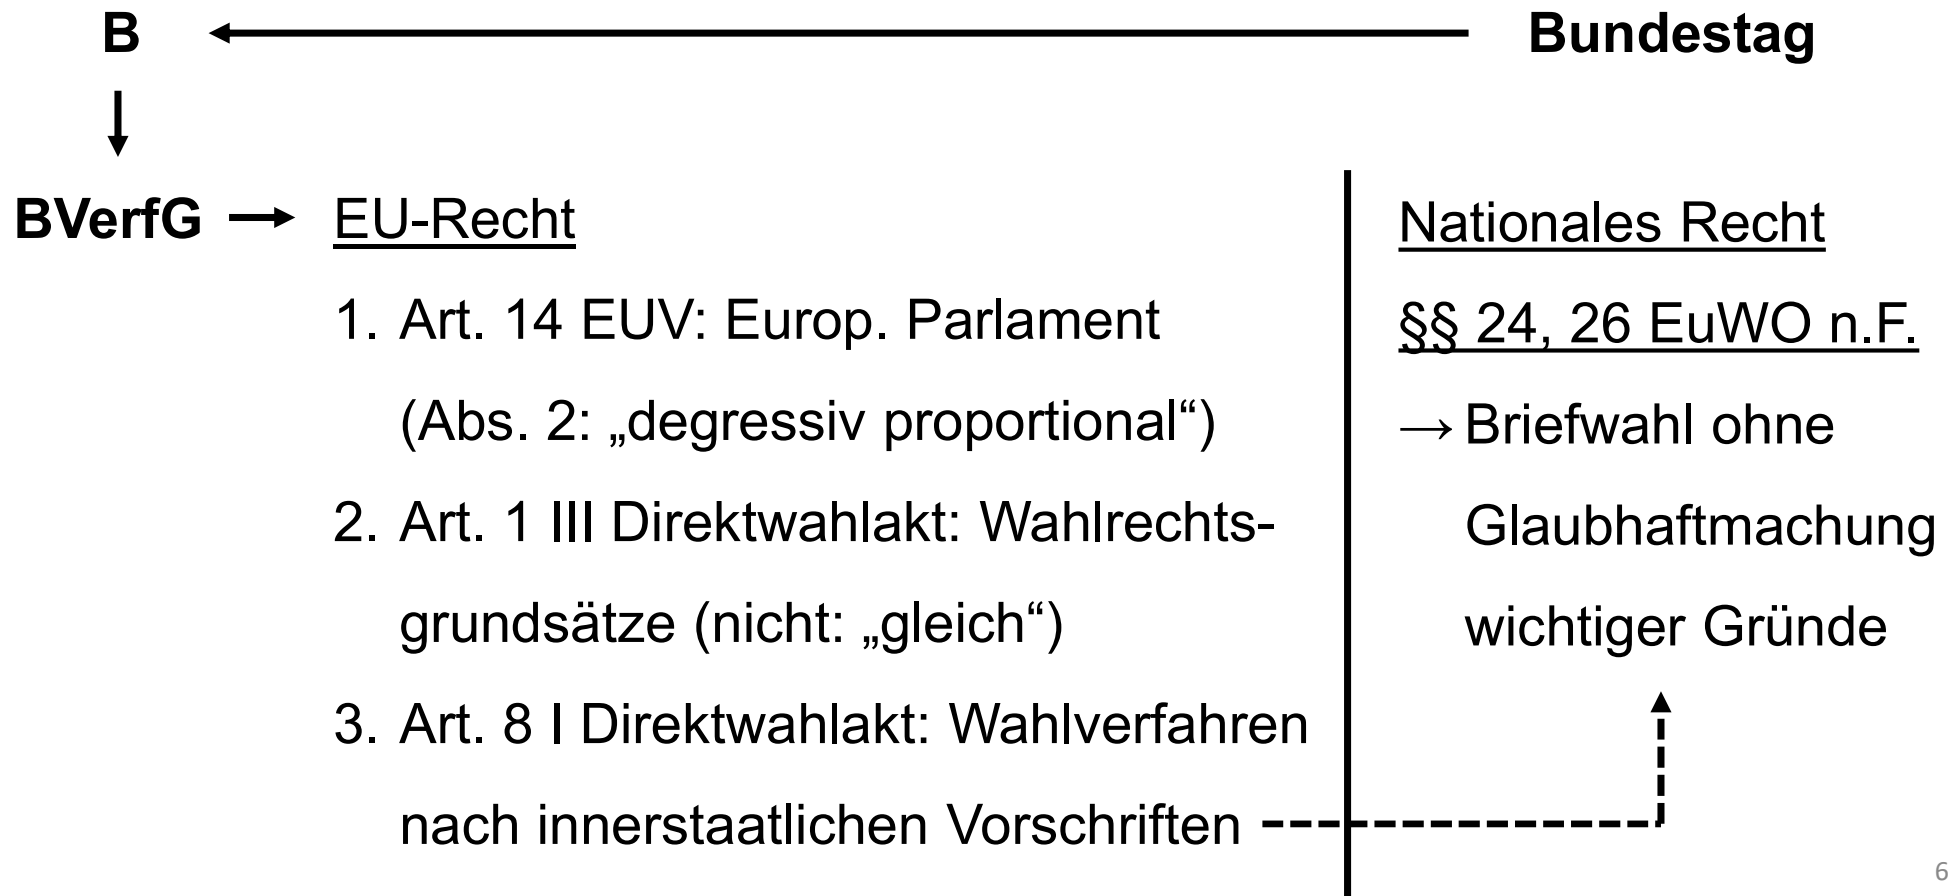 B
Bundestag
BVerfG → EU-Recht
1. Art. 14 EUV: Europ. Parlament
(Abs. 2: „degressiv proportional“)
2. Art. 1 III Direktwahlakt: Wahlrechts-
grundsätze (nicht: „gleich“)
3. Art. 8 I Direktwahlakt: Wahlverfahren
nach innerstaatlichen Vorschriften
Nationales Recht
§§ 24, 26 EuWO n.F.
→ Briefwahl ohne
Glaubhaftmachung
wichtiger Gründe
6